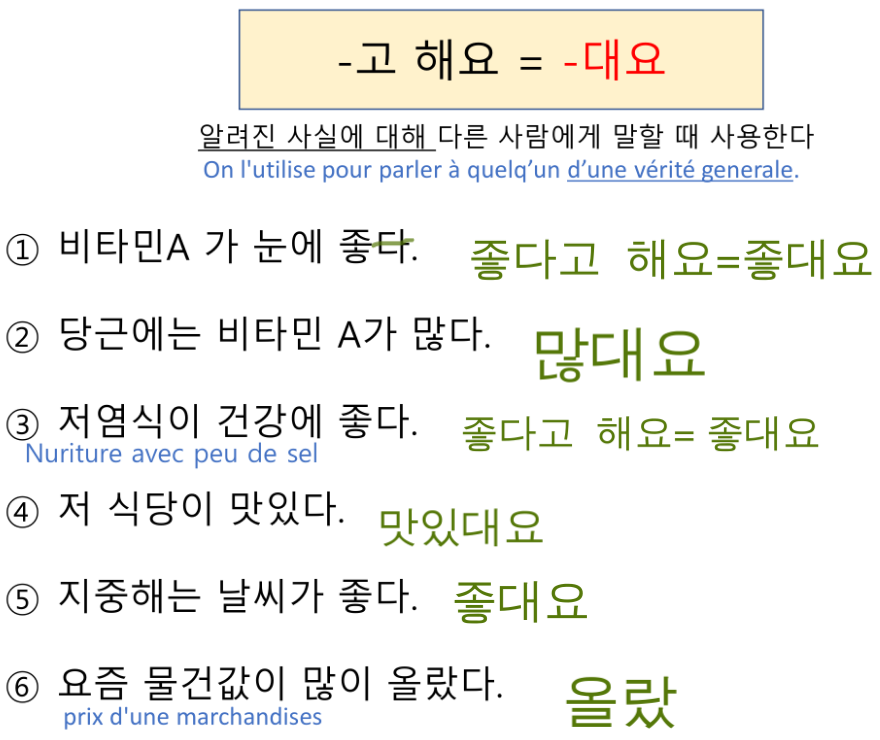 -고 해요 = -대요
알려진 사실에 대해 다른 사람에게 말할 때 사용한다
On l'utilise pour parler à quelq'un d'une vérité generale.
① 비타민A 가 눈에 좋다. 좋다고 해요=좋대요
② 당근에는 비타민 A가 많다. 많대요
③ 저염식이 건강에 좋다. 좋다고 해요= 좋대요
Nuriture avec peu de sel
④ 저 식당이 맛있다. 맛있대요
⑤ 지중해는 날씨가 좋다. 좋대요
⑥ 요즘 물건값이 많이 올랐다. 올랐
prix d'une marchandises